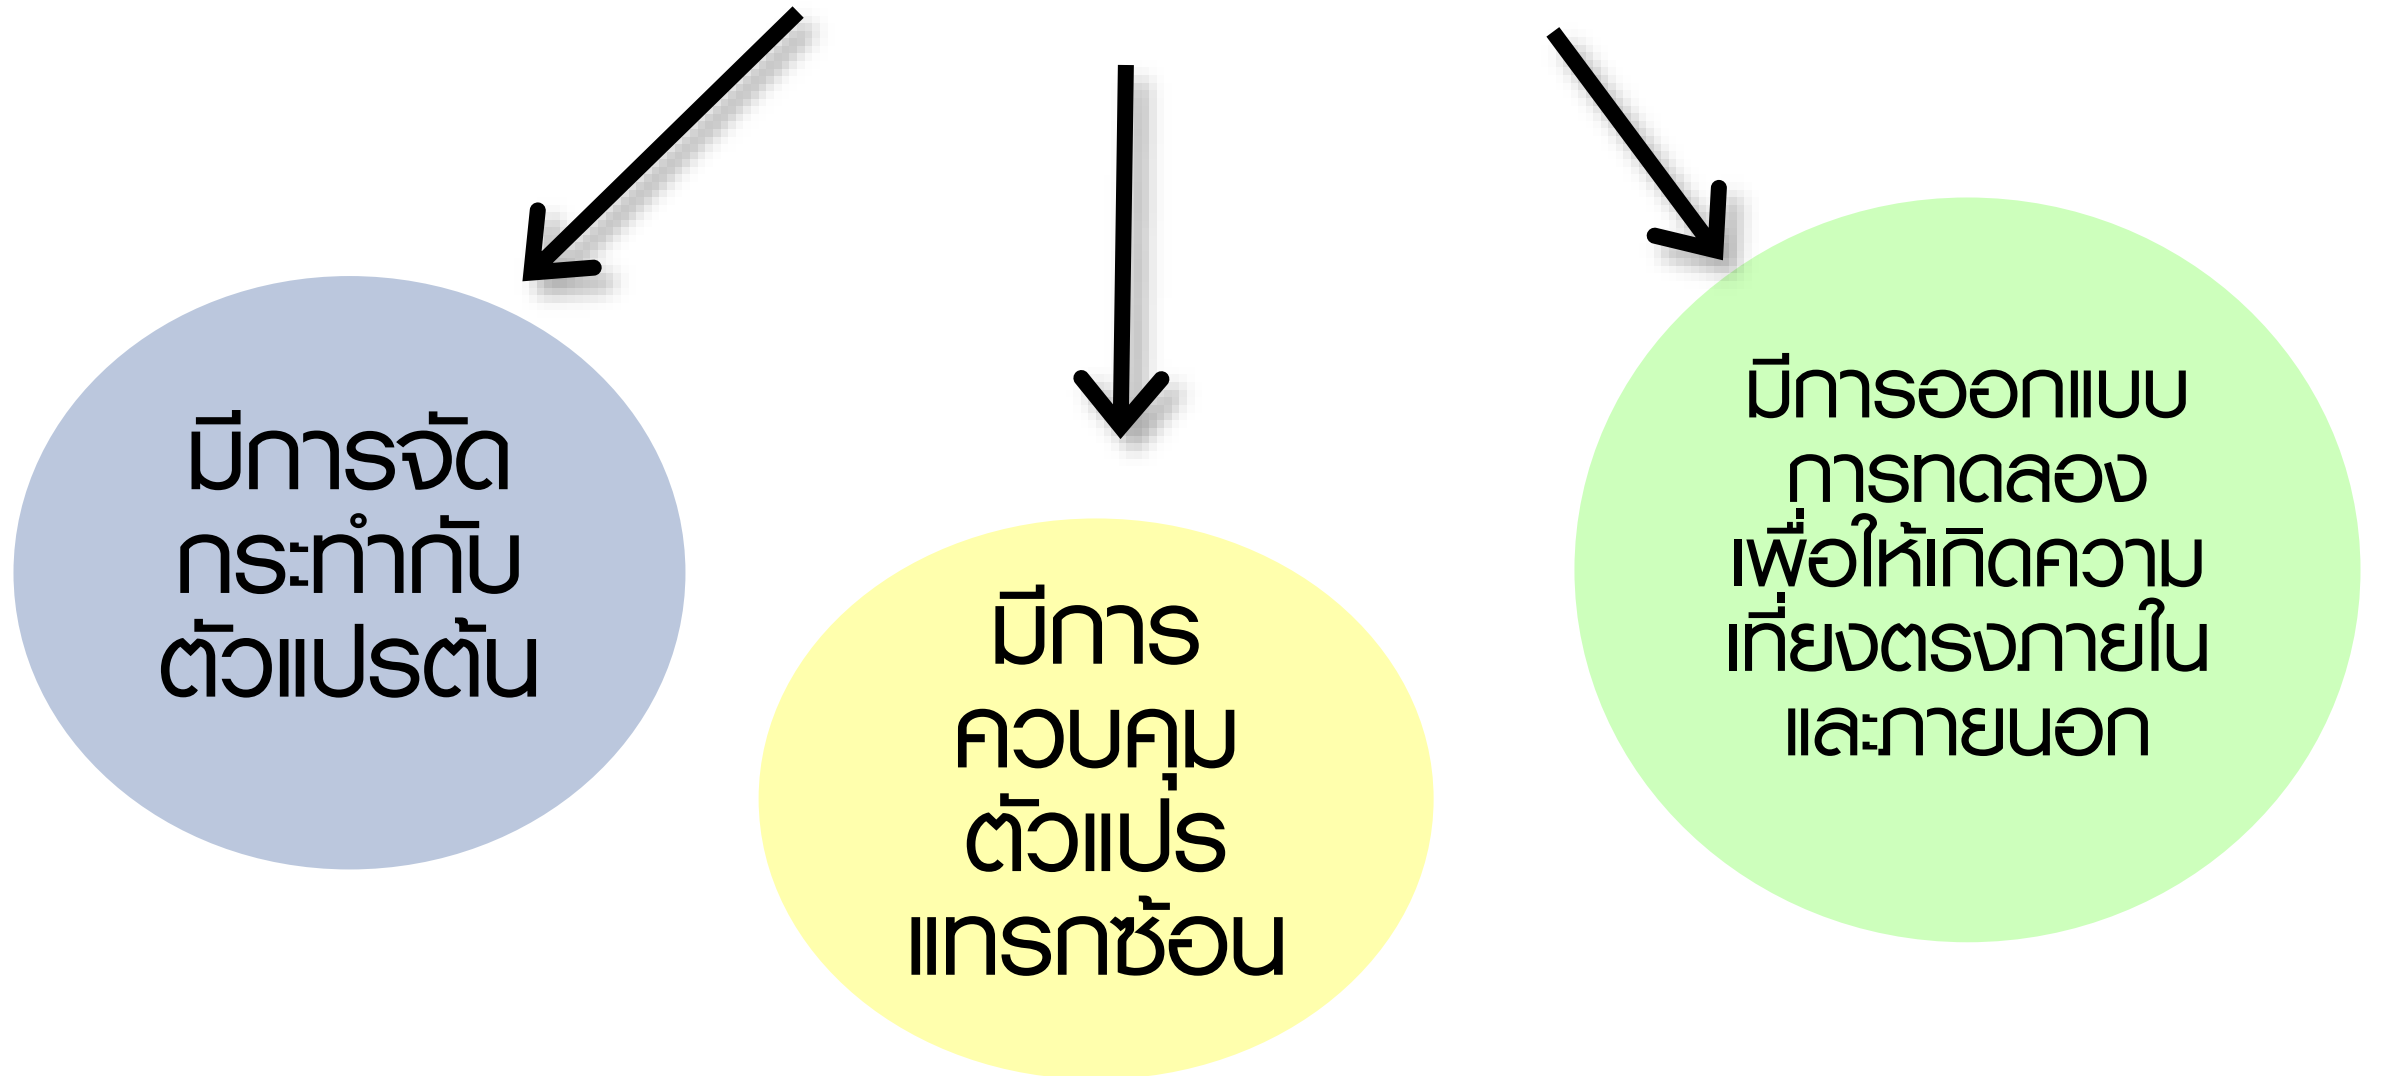 มีการจัด
กระทำกับ
ตัวแปรต้น
มีการ
ควบคุม
ตัวแปร
แทรกซ้อน
มีการออกแบบ
การทดลอง
เพื่อให้เกิดความ
เที่ยงตรงภายใน
และภายนอก